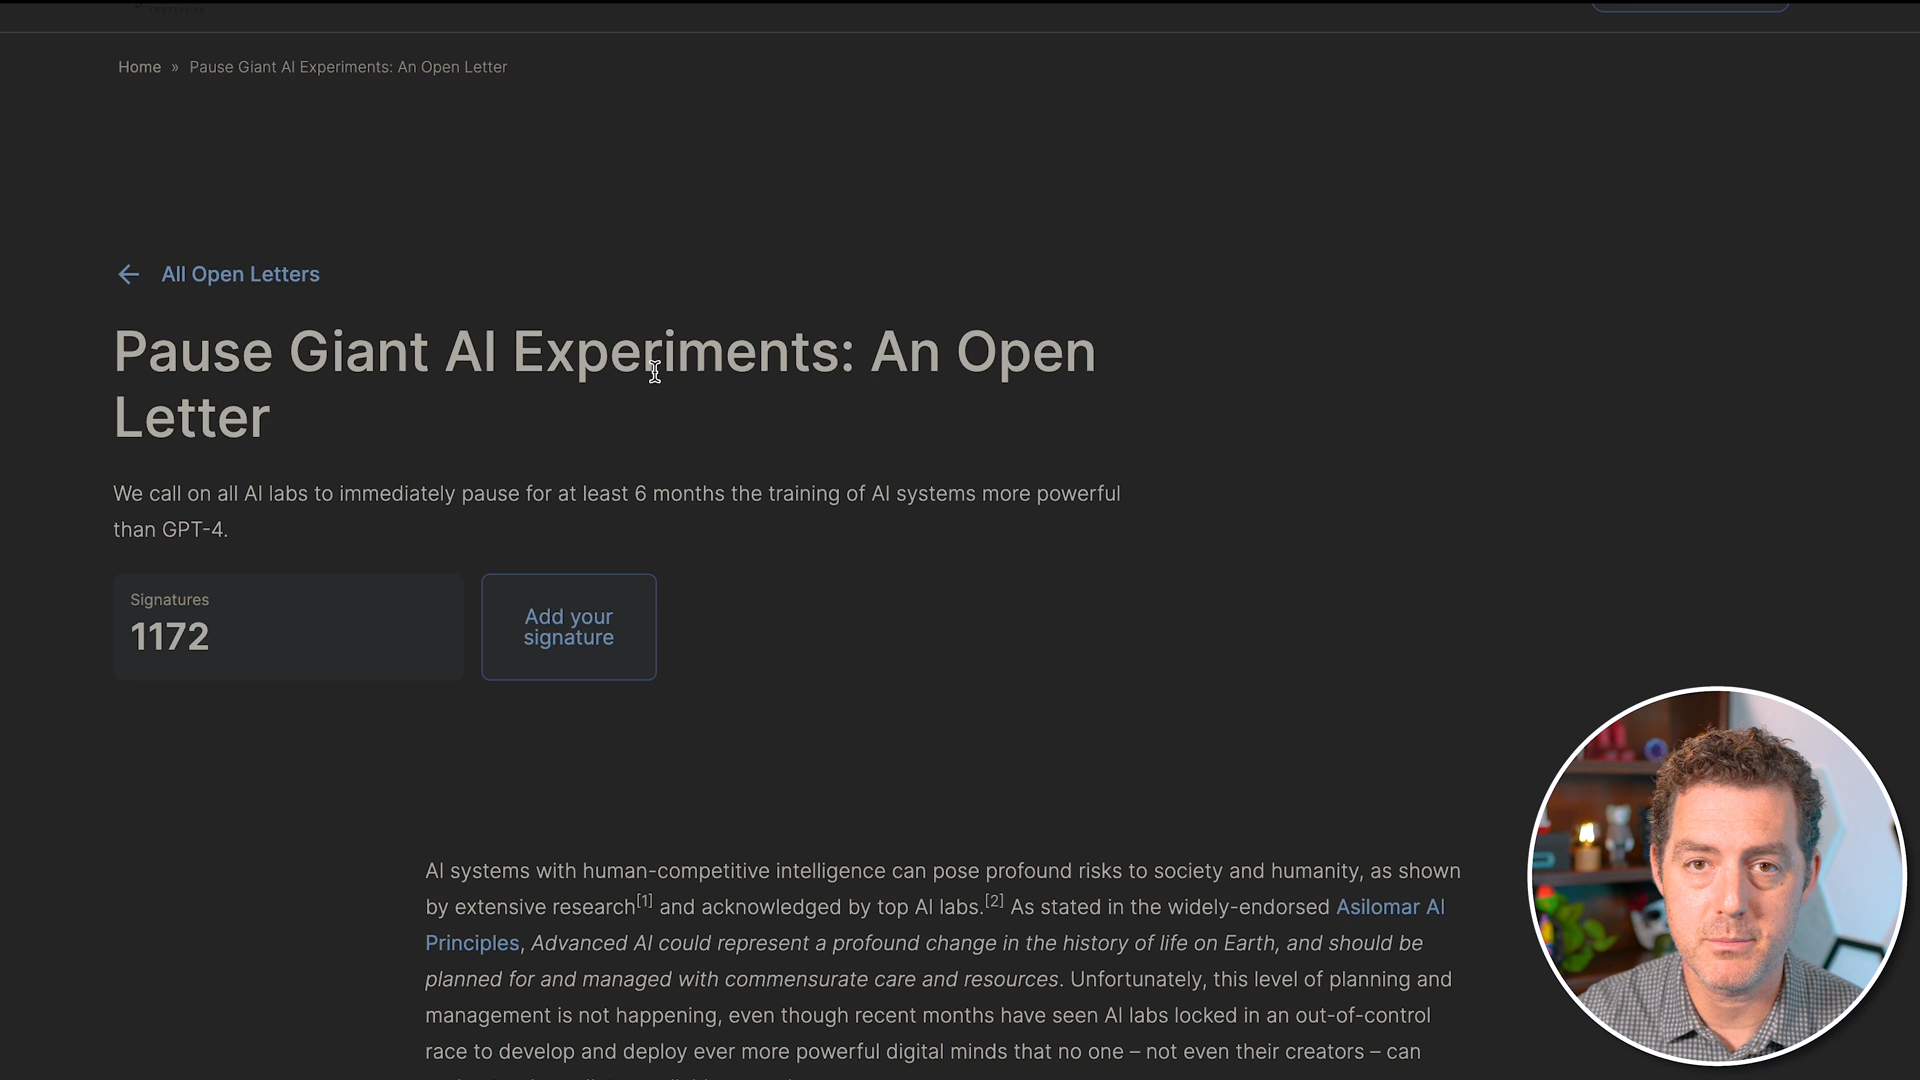 Home » Pause Giant AI Experiments: An Open Letter
← All Open Letters
Pause Giant AI Experiments: An Open
Letter
We call on all AI labs to immediately pause for at least 6 months the training of AI systems more powerful
than GPT-4.
Signatures
1172
Add your
signature
AI systems with human-competitive intelligence can pose profound risks to society and humanity, as shown
by extensive research[1] and acknowledged by top AI labs.[2] As stated in the widely-endorsed Asilomar AI
Principles, Advanced AI could represent a profound change in the history of life on Earth, and should be
planned for and managed with commensurate care and resources. Unfortunately, this level of planning and
management is not happening, even though recent months have seen AI labs locked in an out-of-control
race to develop and deploy ever more powerful digital minds that no one – not even their creators – can